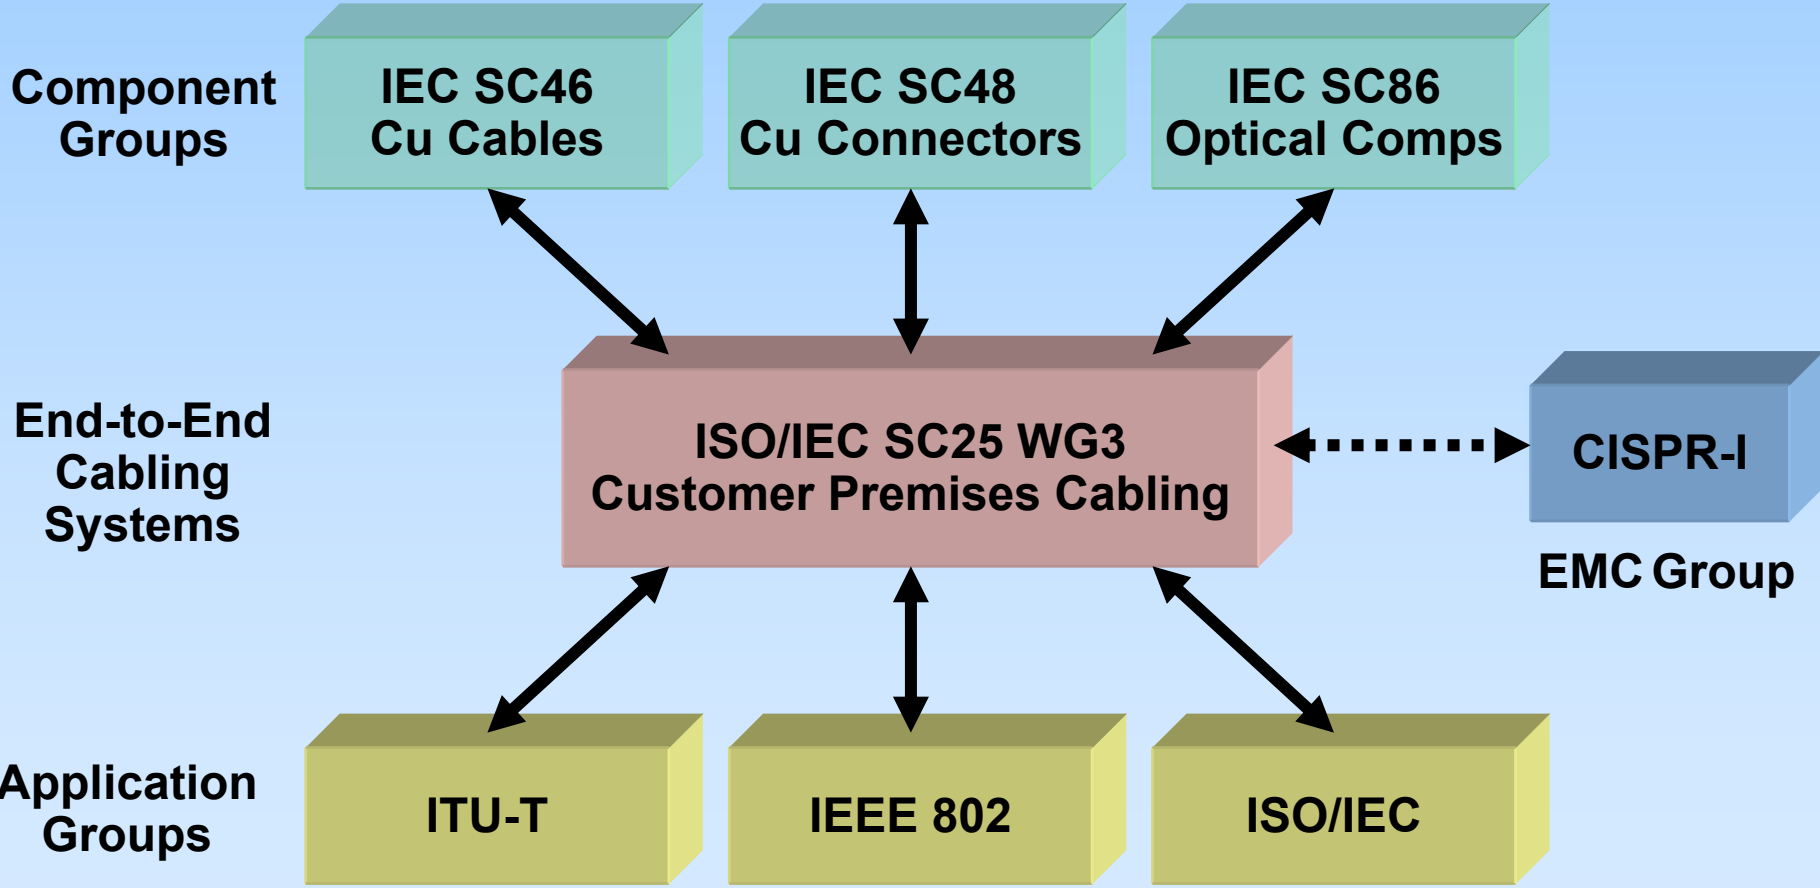 Component
Groups
IEC SC46
Cu Cables
IEC SC48
Cu Connectors
IEC SC86
Optical Comps
End-to-End
Cabling
Systems
ISO/IEC SC25 WG3
Customer Premises Cabling
CISPR-I
EMC Group
Application
Groups
ITU-T
IEEE 802
ISO/IEC